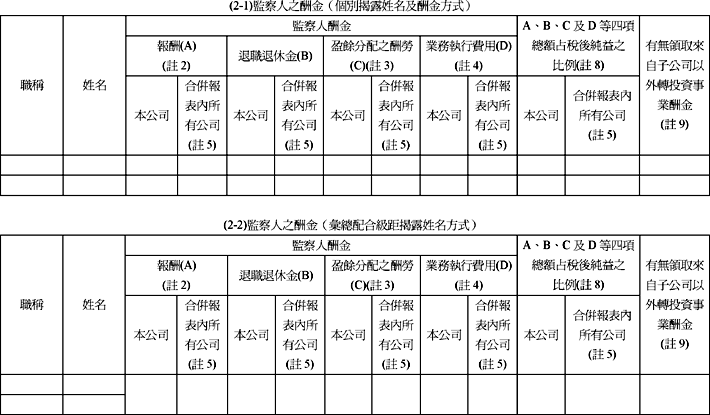 (2-1)監察人之酬金（個別揭露姓名及酬金方式）
職稱
姓名
監察人酬金
A、B、C 及 D 等四項
總額占稅後純益之
比例(註 8)
有無領取來
自子公司以
外轉投資事
業酬金
(註 9)
報酬(A)
(註 2)
退職退休金(B)
盈餘分配之酬勞
(C)(註 3)
業務執行費用(D)
(註 4)
本公司
合併報
表內所
有公司
(註 5)
本公司
合併報
表內所
有公司
(註 5)
本公司
合併報
表內所
有公司
(註 5)
本公司
合併報
表內所
有公司
(註 5)
本公司
合併報表內
所有公司
(註 5)
(2-2)監察人之酬金（彙總配合級距揭露姓名方式）
職稱
姓名
監察人酬金
A、B、C 及 D 等四項
總額占稅後純益之
比例(註 8)
有無領取來
自子公司以
外轉投資事
業酬金
(註 9)
報酬(A)
(註 2)
退職退休金(B)
盈餘分配之酬勞
(C)(註 3)
業務執行費用(D)
(註 4)
本公司
合併報
表內所
有公司
(註 5)
本公司
合併報
表內所
有公司
(註 5)
本公司
合併報
表內所
有公司
(註 5)
本公司
合併報
表內所
有公司
(註 5)
本公司
合併報表內
所有公司
(註 5)